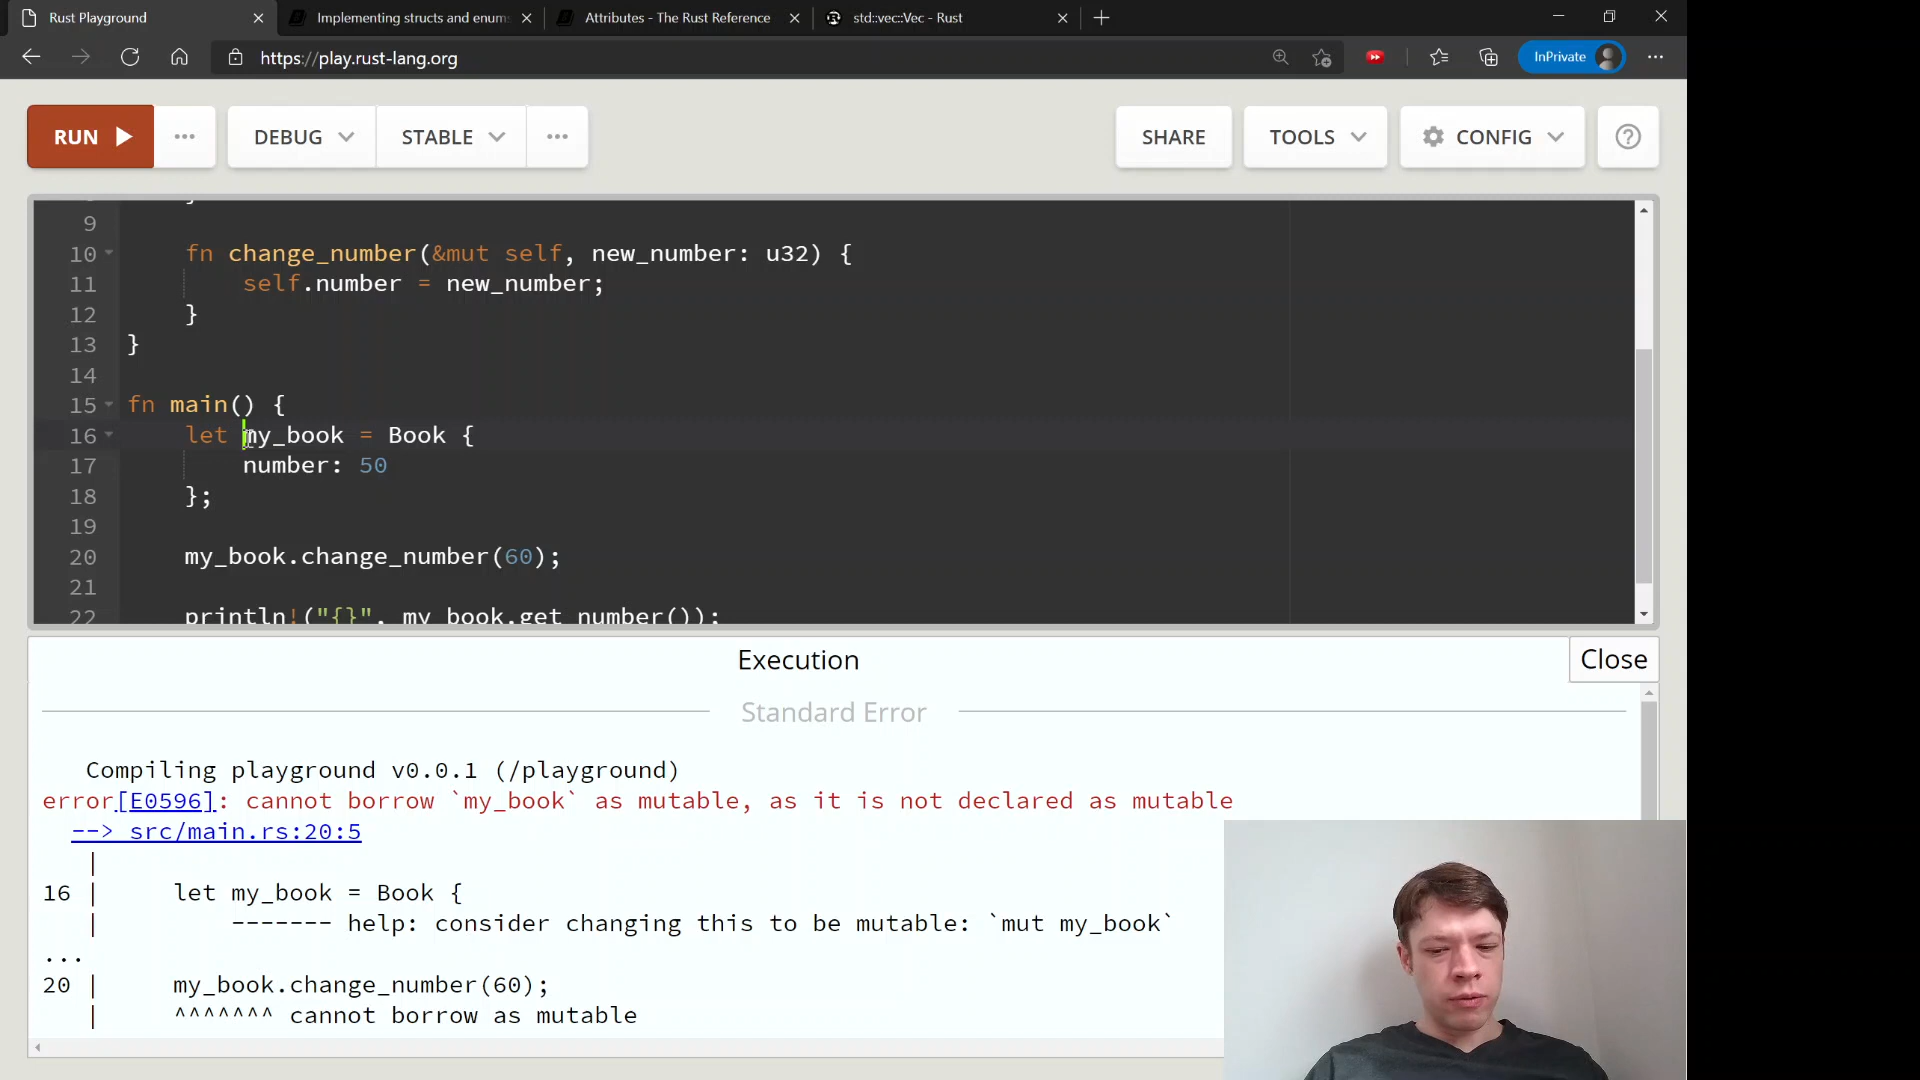 Rust Playground
Implementing structs and enum
Attributes - The Rust Reference
std::vec::Vec - Rust
https://play.rust-lang.org
InPrivate
RUN
DEBUG
STABLE
SHARE
TOOLS
CONFIG
9
10 fn change_number(&mut self, new_number: u32) {
11 self.number = new_number;
12 }
13 }
14
15 fn main() {
16 let my_book = Book {
17 number: 50
18 };
19
20 my_book.change_number(60);
21
22 println!("{}", my_book.get_number());
Execution
Close
Standard Error
Compiling playground v0.0.1 (/playground)
error[E0596]: cannot borrow `my_book` as mutable, as it is not declared as mutable
--> src/main.rs:20:5
|
16 | let my_book = Book {
| ------- help: consider changing this to be mutable: `mut my_book`
...
20 | my_book.change_number(60);
| ^^^^^^^ cannot borrow as mutable